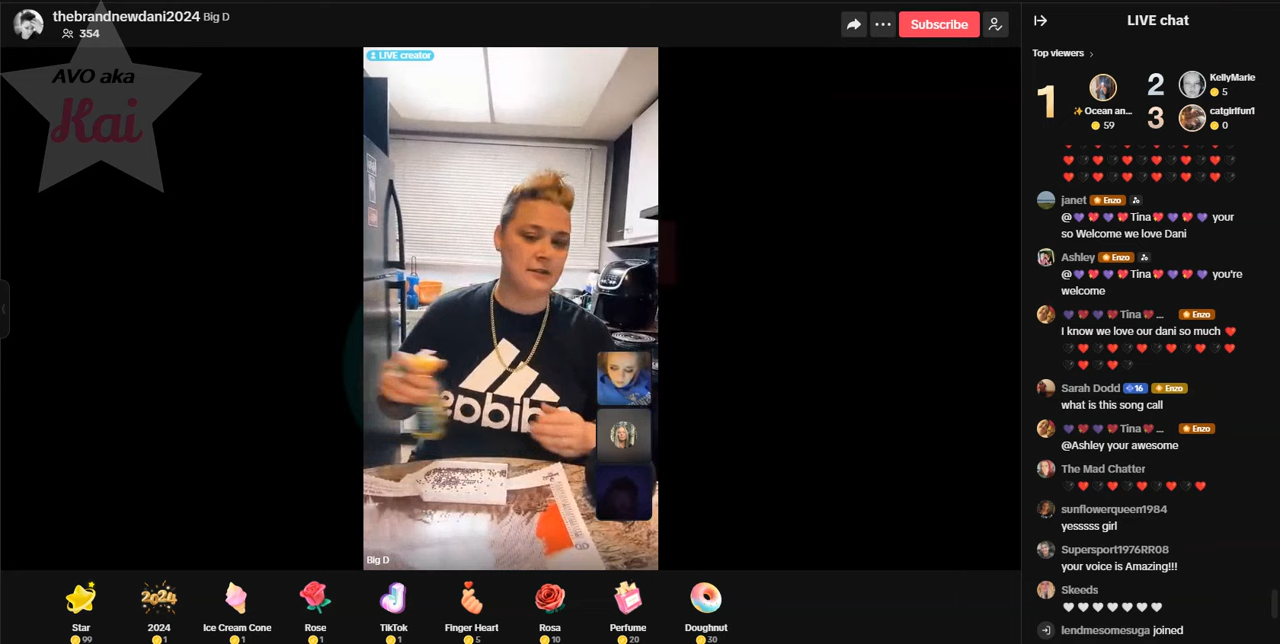 thebrandnewdani2024 Big D
354
Subscribe
LIVE chat
AVO aka
Kai
LIVE creator
Top viewers
1
Ocean an...
59
2
KellyMarie
5
3
catgirlfun1
0
janet Enzo
@💜💖💜💖Tina❤️💜💖💜 your
so Welcome we love Dani
Ashley Enzo
@💜💖💜💖Tina❤️💜💖💜 you're
welcome
Tina ... Enzo
I know we love our dani so much
Sarah Dodd 16 Enzo
what is this song call
Tina ... Enzo
@Ashley your awesome
The Mad Chatter
sunflowerqueen1984
yesssss girl
Supersport1976RR08
your voice is Amazing!!!
Skeeds
lendmesomesuga joined
adidas
Big D
Star
99
2024
2024
1
Ice Cream Cone
1
Rose
1
TikTok
1
Finger Heart
5
Rosa
10
Perfume
20
Doughnut
30